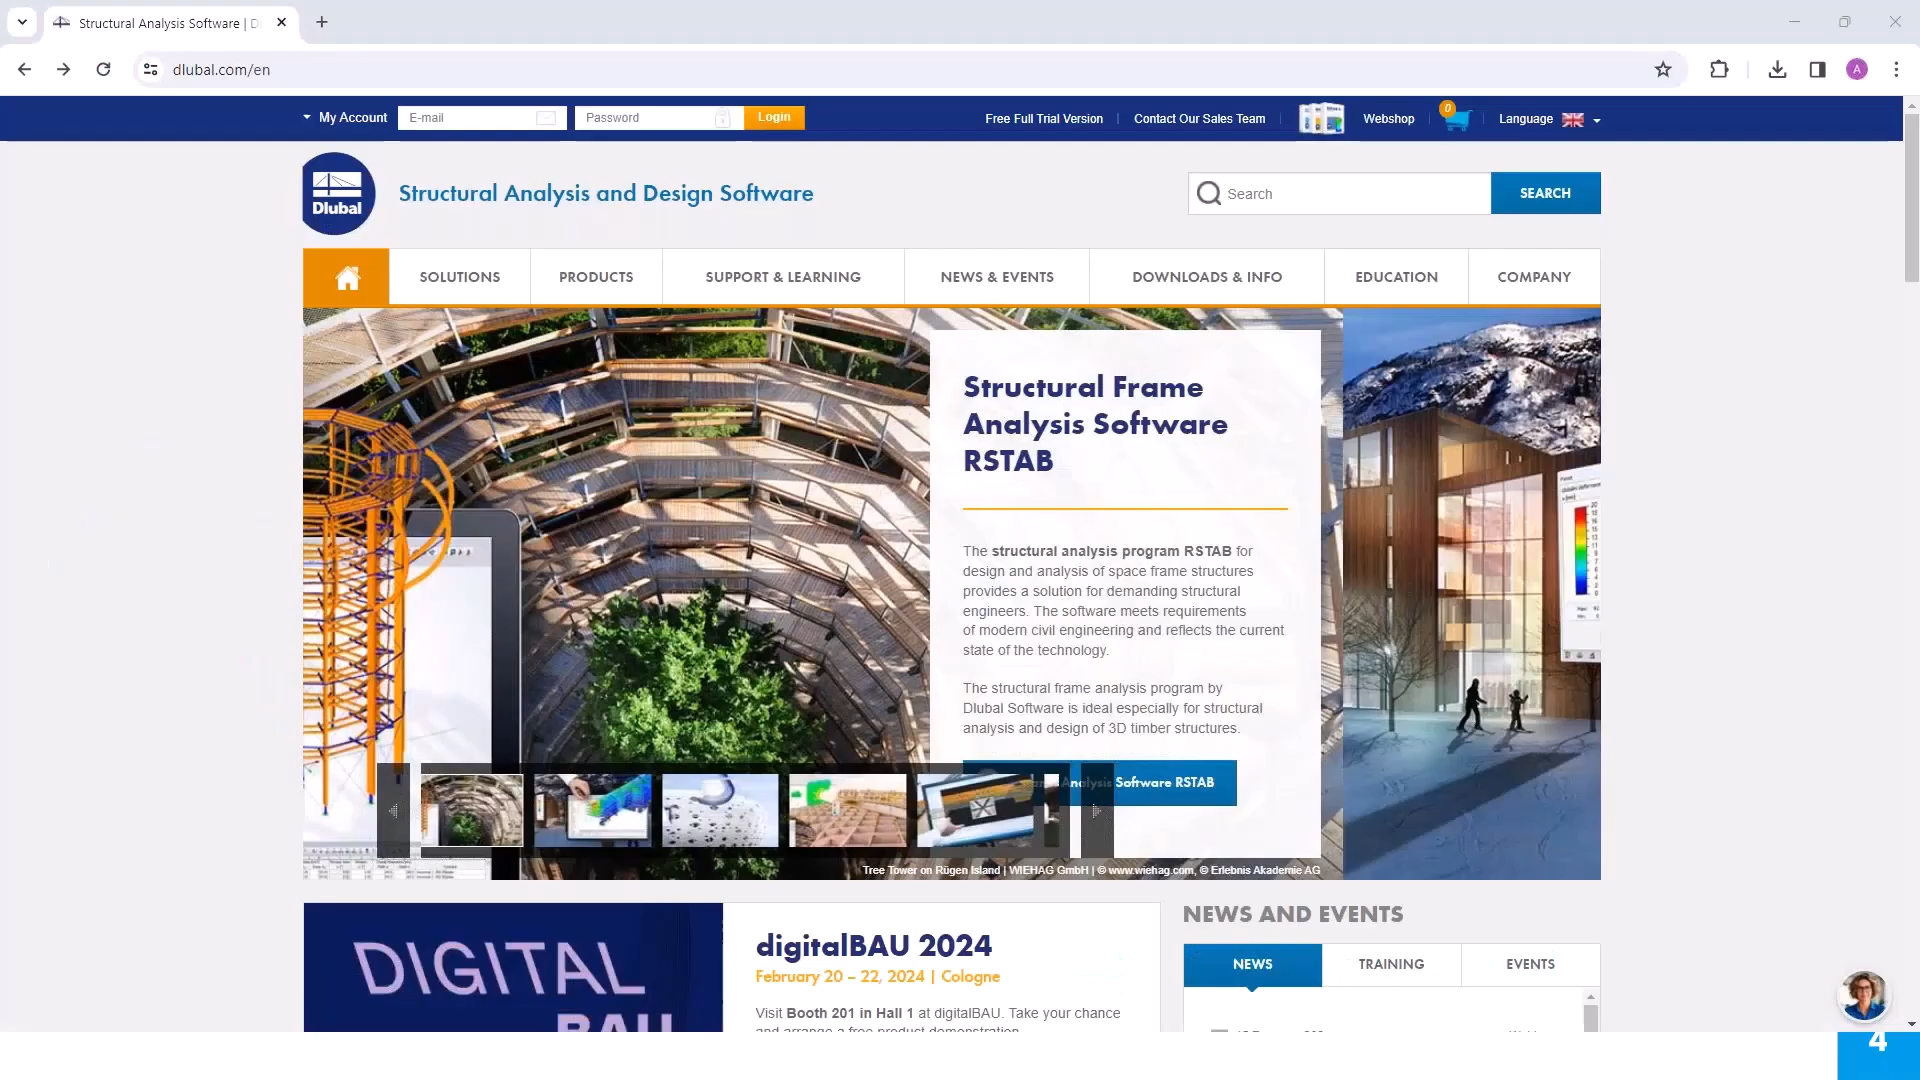 Structural Analysis Software | D
dlubal.com/en
A
My Account
E-mail
Password
Login
Free Full Trial Version
Contact Our Sales Team
Webshop
0
Language
Dlubal
Structural Analysis and Design Software
Search
SEARCH
SOLUTIONS
PRODUCTS
SUPPORT & LEARNING
NEWS & EVENTS
DOWNLOADS & INFO
EDUCATION
COMPANY
Structural Frame
Analysis Software
RSTAB
The structural analysis program RSTAB for
design and analysis of space frame structures
provides a solution for demanding structural
engineers. The software meets requirements
of modern civil engineering and reflects the current
state of the technology.
The structural frame analysis program by
Dlubal Software is ideal especially for structural
analysis and design of 3D timber structures.
Analysis Software RSTAB
Tree Tower on Rügen Island | WIEHAG GmbH | © www.wiehag.com, © Erlebnis Akademie AG
DIGITAL
BAU
digitalBAU 2024
February 20 – 22, 2024 | Cologne
Visit Booth 201 in Hall 1 at digitalBAU. Take your chance
and arrange a free product demonstration
NEWS AND EVENTS
NEWS
TRAINING
EVENTS
4